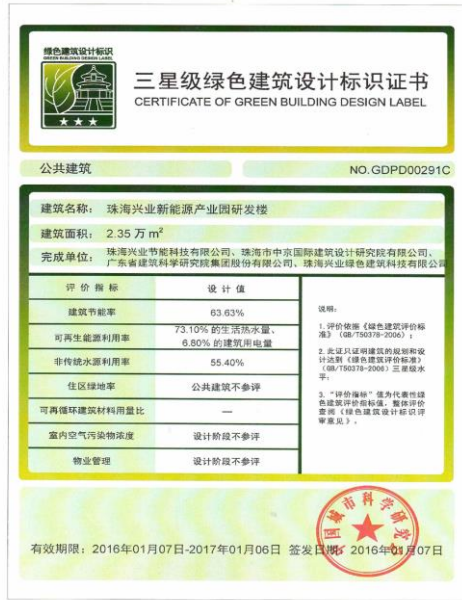 绿色建筑设计标识
GREEN BUILDING DESIGN LABEL
三星级绿色建筑设计标识证书
CERTIFICATE OF GREEN BUILDING DESIGN LABEL
公共建筑 NO.GDPD00291C
建筑名称： 珠海兴业新能源产业园研发楼
建筑面积： 2.35 万 m²
完成单位： 珠海兴业节能科技有限公司、珠海市中京国际建筑设计研究院有限公司、
广东省建筑科学研究院集团股份有限公司、珠海兴业绿色建筑科技有限公司
评 价 指 标 设 计 值
建筑节能率 63.63%
可再生能源利用率 73.10% 的生活热水量、
6.80% 的建筑用电量
非传统水源利用率 55.40%
住区绿地率 公共建筑不参评
可再循环建筑材料用量比 —
室内空气污染物浓度 设计阶段不参评
物业管理 设计阶段不参评
说明：
1.评价依据《绿色建筑评价标
准》（GB/T50378-2006）；
2.此证只证明建筑的规划和设
计达到《绿色建筑评价标准》
（GB/T50378-2006）三星级水
平；
3.“评价指标”值为代表性绿
色建筑评价指标值，整体评价
查阅《绿色建筑设计标识评
审意见》。
市科学研究
有效期限：2016年01月07日-2017年01月06日 签发日期：2016年01月07日